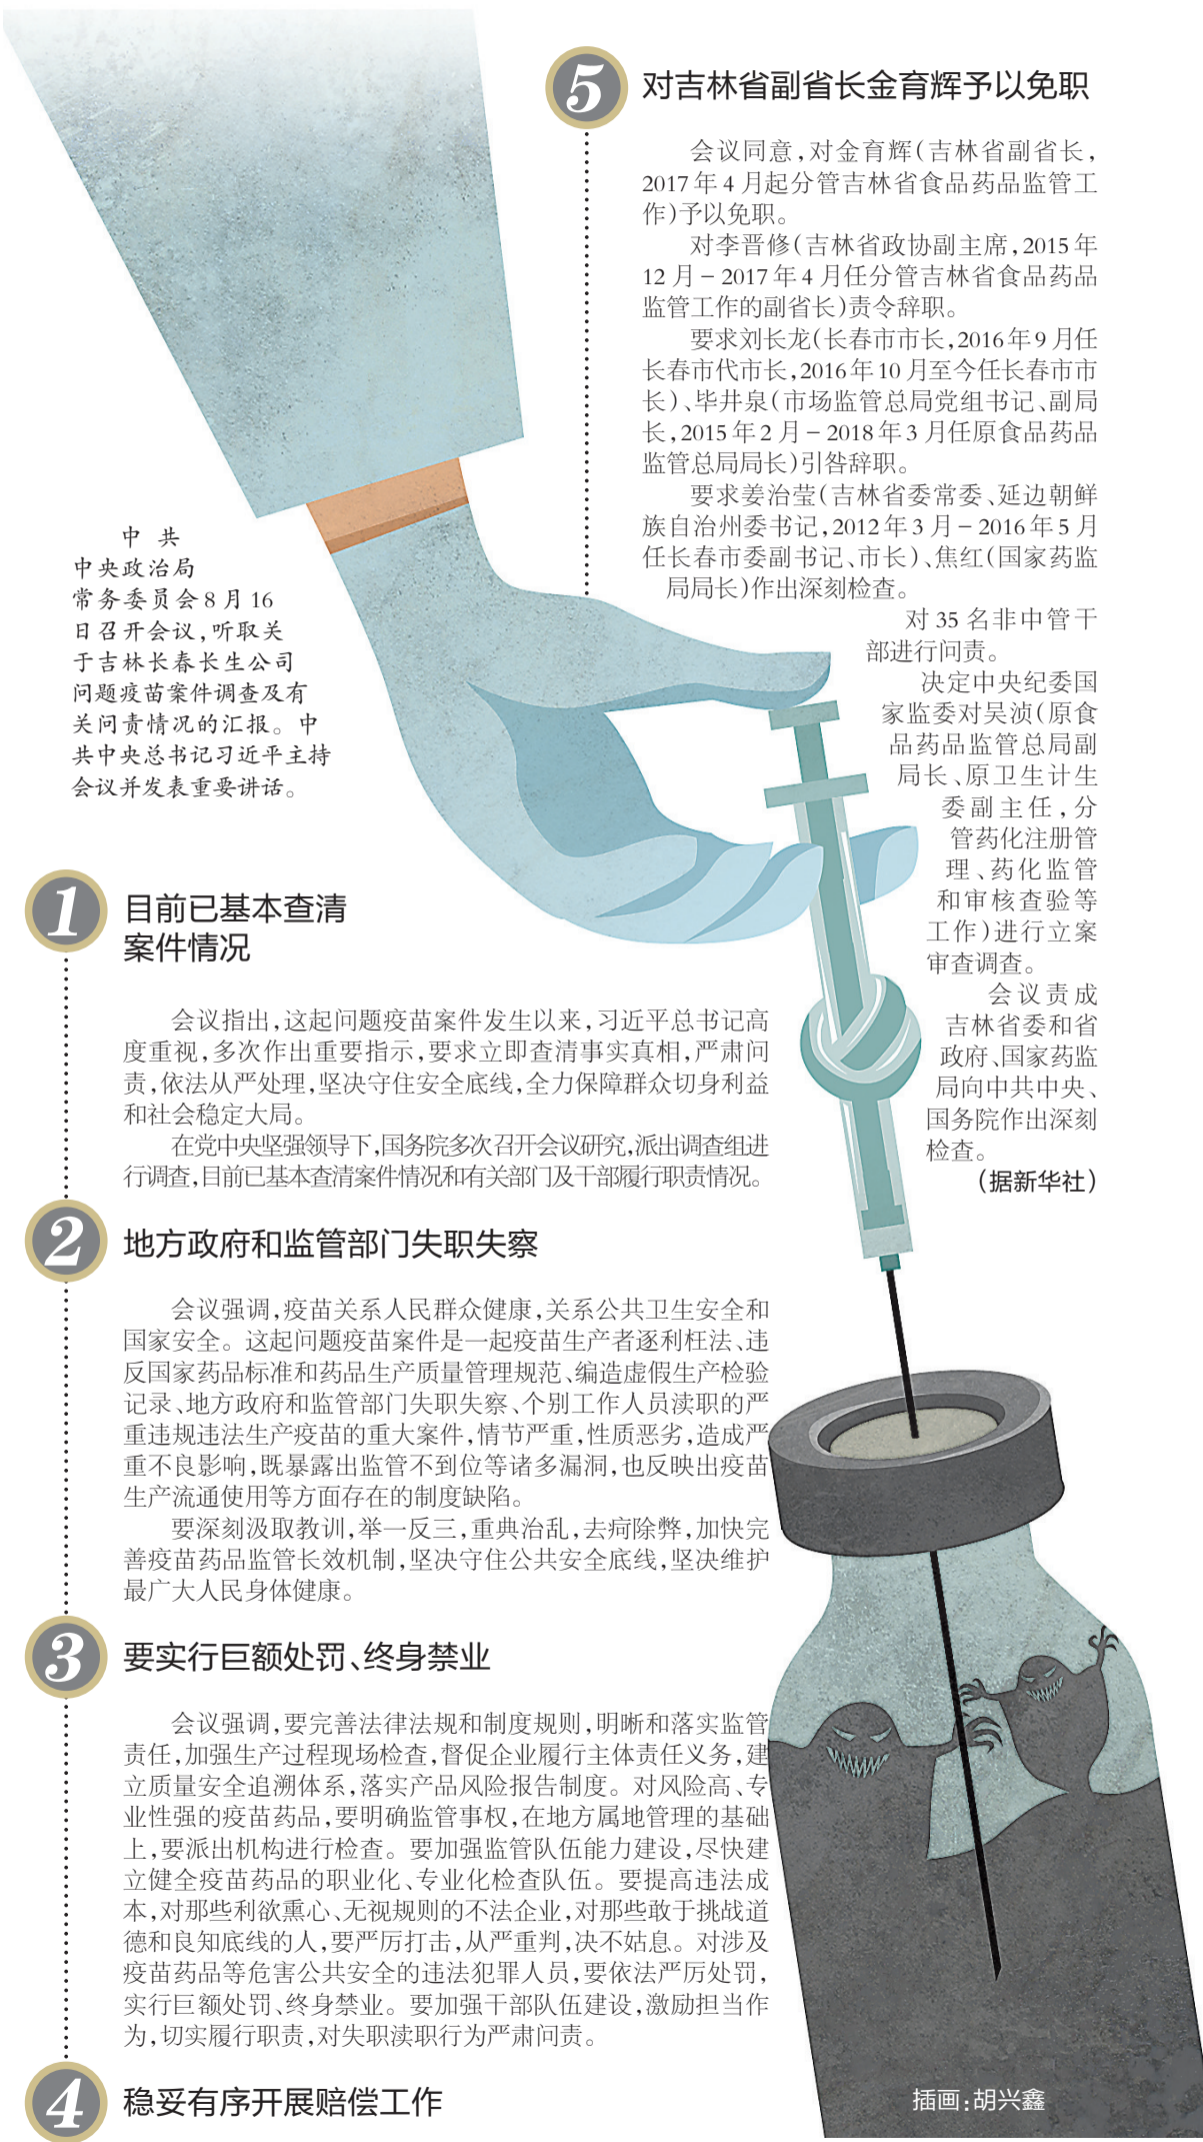 中共
中央政治局
常务委员会8月16
日召开会议,听取关
于吉林长春长生公司
问题疫苗案件调查及有
关问责情况的汇报。中
共中央总书记习近平主持
会议并发表重要讲话。
1
目前已基本查清
案件情况
会议指出,这起问题疫苗案件发生以来,习近平总书记高
度重视,多次作出重要指示,要求立即查清事实真相,严肃问
责,依法从严处理,坚决守住安全底线,全力保障群众切身利益
和社会稳定大局。
在党中央坚强领导下,国务院多次召开会议研究,派出调查组进
行调查,目前已基本查清案件情况和有关部门及干部履行职责情况。
2
地方政府和监管部门失职失察
会议强调,疫苗关系人民群众健康,关系公共卫生安全和
国家安全。这起问题疫苗案件是一起疫苗生产者逐利枉法、违
反国家药品标准和药品生产质量管理规范、编造虚假生产检验
记录、地方政府和监管部门失职失察、个别工作人员渎职的严
重违规违法生产疫苗的重大案件,情节严重,性质恶劣,造成严
重不良影响,既暴露出监管不到位等诸多漏洞,也反映出疫苗
生产流通使用等方面存在的制度缺陷。
要深刻汲取教训,举一反三,重典治乱,去疴除弊,加快完
善疫苗药品监管长效机制,坚决守住公共安全底线,坚决维护
最广大人民身体健康。
3
要实行巨额处罚、终身禁业
会议强调,要完善法律法规和制度规则,明晰和落实监管
责任,加强生产过程现场检查,督促企业履行主体责任义务,建
立质量安全追溯体系,落实产品风险报告制度。对风险高、专
业性强的疫苗药品,要明确监管事权,在地方属地管理的基础
上,要派出机构进行检查。要加强监管队伍能力建设,尽快建
立健全疫苗药品的职业化、专业化检查队伍。要提高违法成
本,对那些利欲熏心、无视规则的不法企业,对那些敢于挑战道
德和良知底线的人,要严厉打击,从严重判,决不姑息。对涉及
疫苗药品等危害公共安全的违法犯罪人员,要依法严厉处罚,
实行巨额处罚、终身禁业。要加强干部队伍建设,激励担当作
为,切实履行职责,对失职渎职行为严肃问责。
4
稳妥有序开展赔偿工作
5
对吉林省副省长金育辉予以免职
会议同意,对金育辉(吉林省副省长,
2017年4月起分管吉林省食品药品监管工
作)予以免职。
对李晋修(吉林省政协副主席,2015年
12月-2017年4月任分管吉林省食品药品
监管工作的副省长)责令辞职。
要求刘长龙(长春市市长,2016年9月任
长春市代市长,2016年10月至今任长春市市
长)、毕井泉(市场监管总局党组书记、副局
长,2015年2月-2018年3月任原食品药品
监管总局局长)引咎辞职。
要求姜治莹(吉林省委常委、延边朝鲜
族自治州委书记,2012年3月-2016年5月
任长春市委副书记、市长)、焦红(国家药监
局局长)作出深刻检查。
对35名非中管干
部进行问责。
决定中央纪委国
家监委对吴浈(原食
品药品监管总局副
局长、原卫生计生
委副主任,分
管药化注册管
理、药化监管
和审核查验等
工作)进行立案
审查调查。
会议责成
吉林省委和省
政府、国家药监
局向中共中央、
国务院作出深刻
检查。
(据新华社)
插画:胡兴鑫